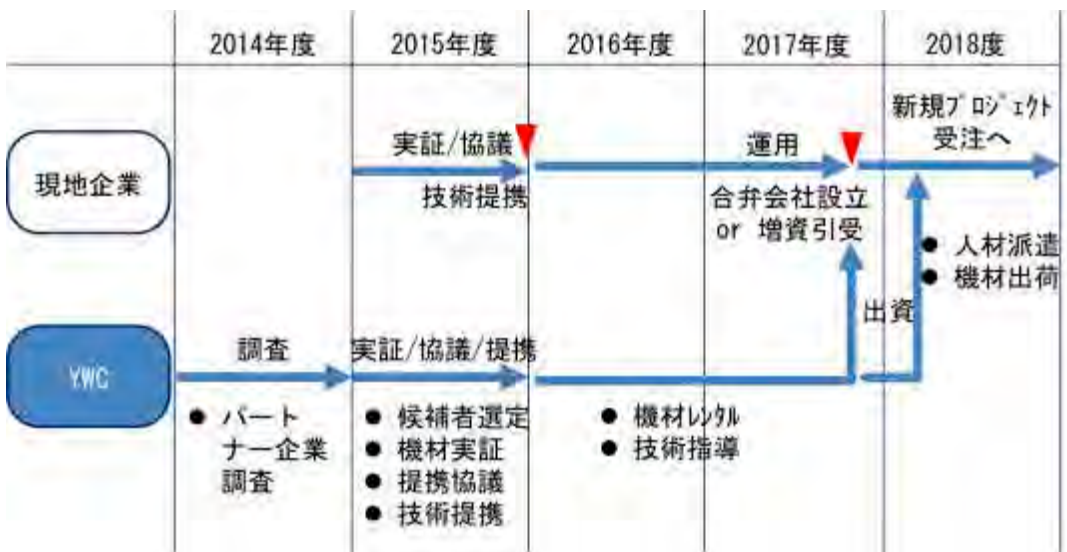 2014年度 2015年度 2016年度 2017年度 2018度
現地企業
実証/協議
技術提携
運用
合弁会社設立
or 増資引受
新規プロジェクト
受注へ
● 人材派遣
● 機材出荷
出資
YWC
調査
● パート
ナー企業
調査
実証/協議/提携
● 候補者選定
● 機材実証
● 提携協議
● 技術提携
● 機材レンタル
● 技術指導